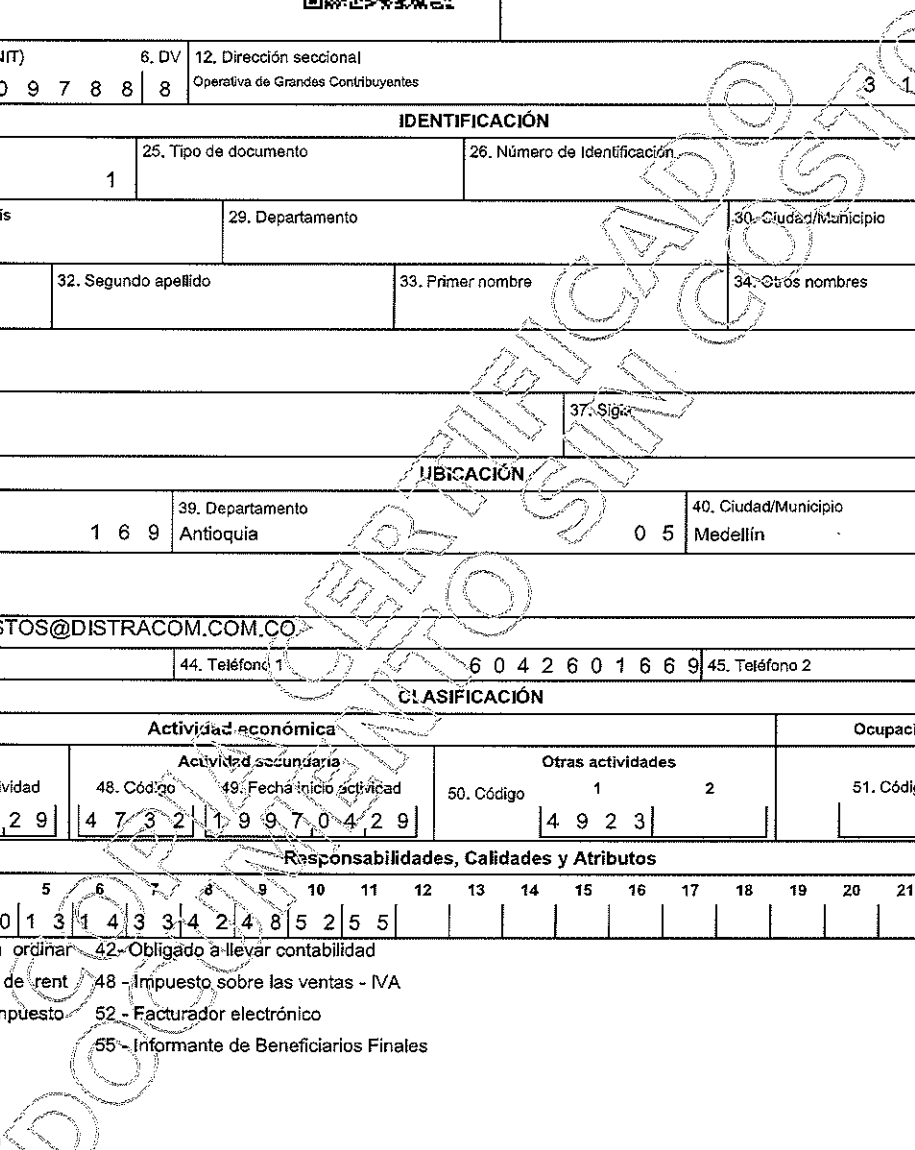 NIT) 6. DV 12. Dirección seccional
0 9 7 8 8 8 Operativa de Grandes Contribuyentes 3 1
IDENTIFICACIÓN
25. Tipo de documento 26. Número de Identificación
1
ís 29. Departamento 30. Ciudad/Municipio
32. Segundo apellido 33. Primer nombre 34. Otros nombres
37. Sigla
UBICACIÓN
39. Departamento 40. Ciudad/Municipio
1 6 9 Antioquia 0 5 Medellín
STOS@DISTRACOM.COM.CO
44. Teléfono 1 6 0 4 2 6 0 1 6 6 9 45. Teléfono 2
CLASIFICACIÓN
Actividad económica Ocupaci
Actividad secundaria Otras actividades
vidad 48. Código 49. Fecha inicio actividad 50. Código 1 2 51. Códig
2 9 4 7 3 2 1 9 9 7 0 4 2 9 4 9 2 3
Responsabilidades, Calidades y Atributos
5 6 7 8 9 10 11 12 13 14 15 16 17 18 19 20 21
0 1 3 1 4 3 3 4 2 4 8 5 2 5 5
ordinar 42- Obligado a llevar contabilidad
de rent 48 - Impuesto sobre las ventas - IVA
mpuesto 52 - Facturador electrónico
55 - Informante de Beneficiarios Finales
COPIA CERTIFICADO
DOCUMENTO SIN COSTO